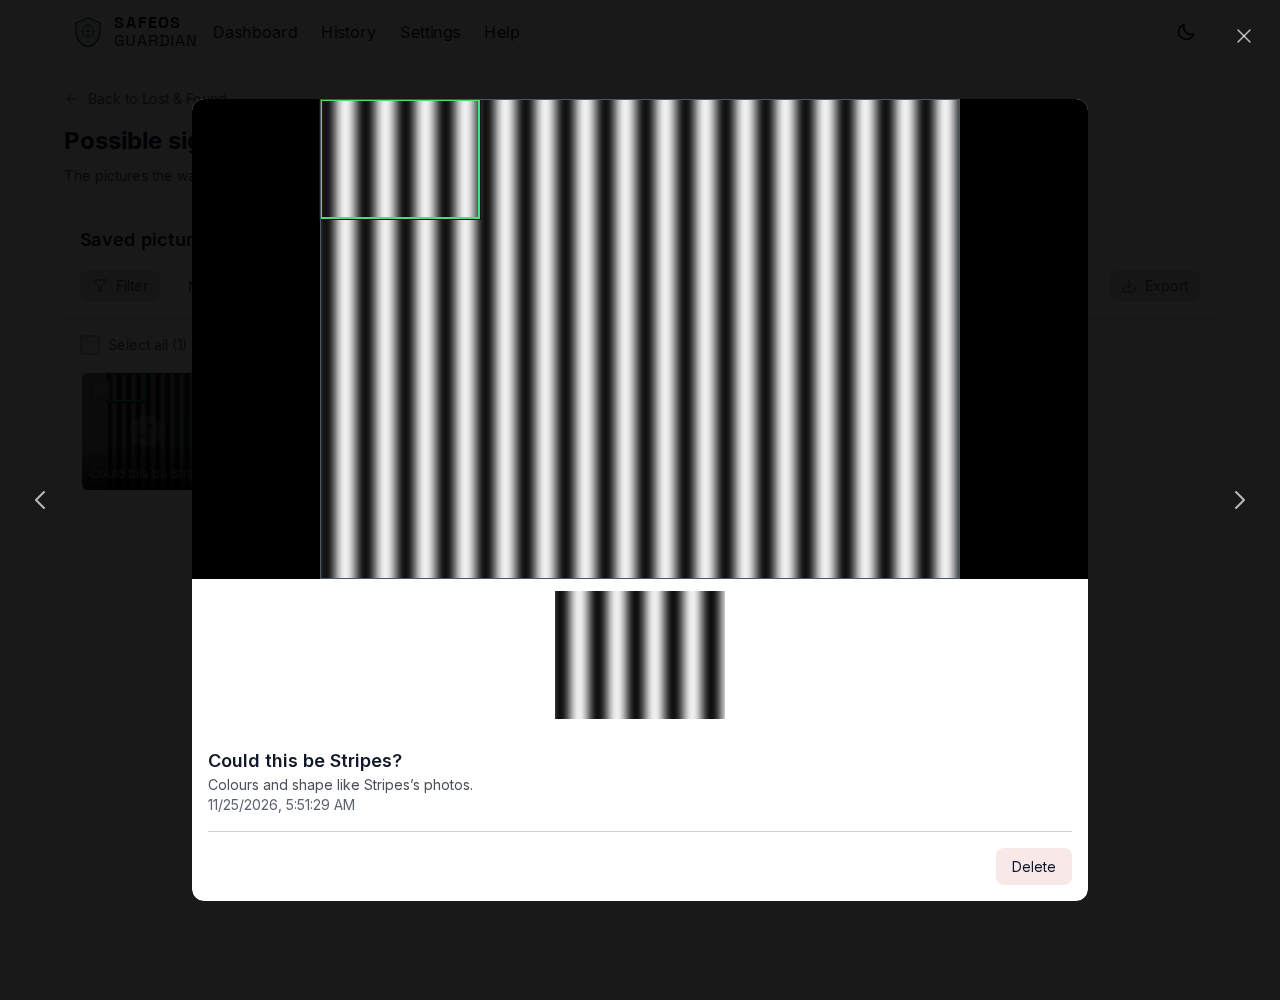 SAFEOS
GUARDIAN
Dashboard
History
Settings
Help
Back to Lost & Found
Possible sig
The pictures the wa
Saved pictur
Filter
Export
Select all (1)
Could this be Stripes?
Colours and shape like Stripes’s photos.
11/25/2026, 5:51:29 AM
Delete